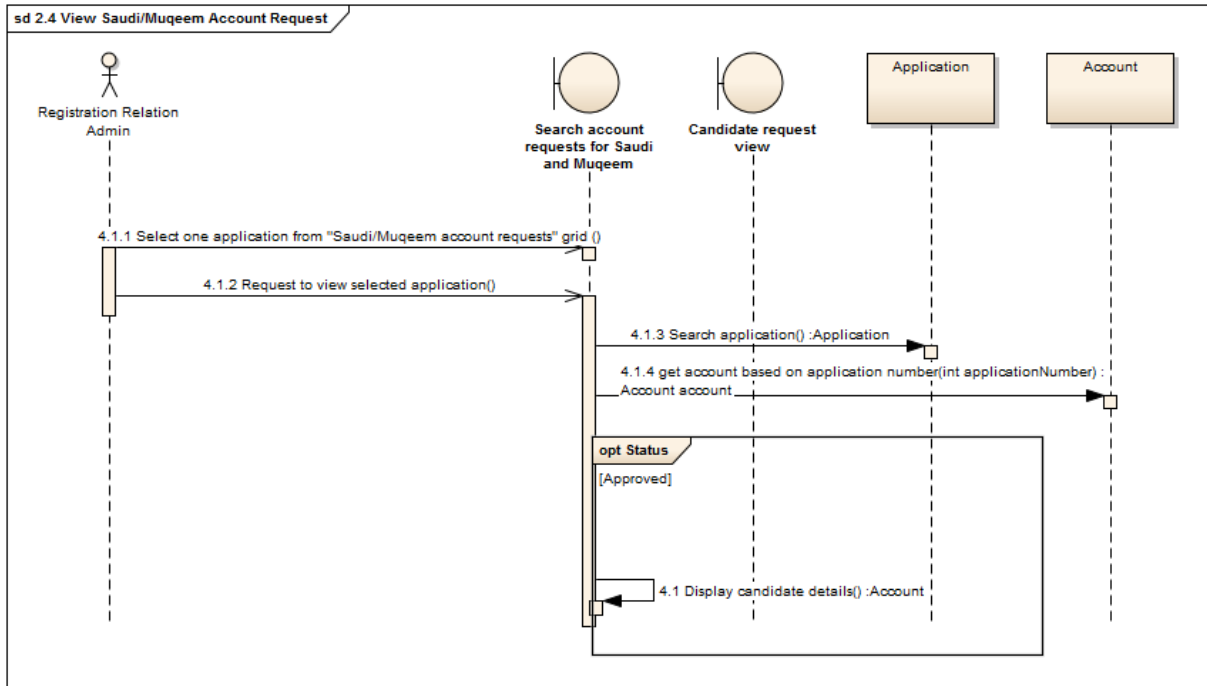 sd 2.4 View Saudi/Muqeem Account Request
Registration Relation
Admin
Search account
requests for Saudi
and Muqeem
Candidate request
view
Application
Account
4.1.1 Select one application from "Saudi/Muqeem account requests" grid ()
4.1.2 Request to view selected application()
4.1.3 Search application() :Application
4.1.4 get account based on application number(int applicationNumber) :
Account account
opt Status
[Approved]
4.1 Display candidate details() :Account